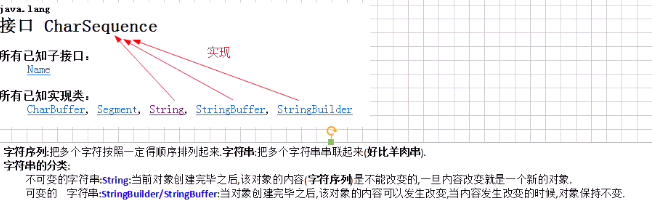 java.lang
接口 CharSequence
实现
所有已知子接口：
Name
所有已知实现类：
CharBuffer, Segment, String, StringBuffer, StringBuilder
字符序列:把多个字符按照一定得顺序排列起来.字符串:把多个字符串串联起来(好比羊肉串).
字符串的分类:
不可变的字符串:String:当前对象创建完毕之后,该对象的内容(字符序列)是不能改变的,一旦内容改变就是一个新的对象.
可变的 字符串:StringBuilder/StringBuffer:当对象创建完毕之后,该对象的内容可以发生改变,当内容发生改变的时候,对象保持不变.